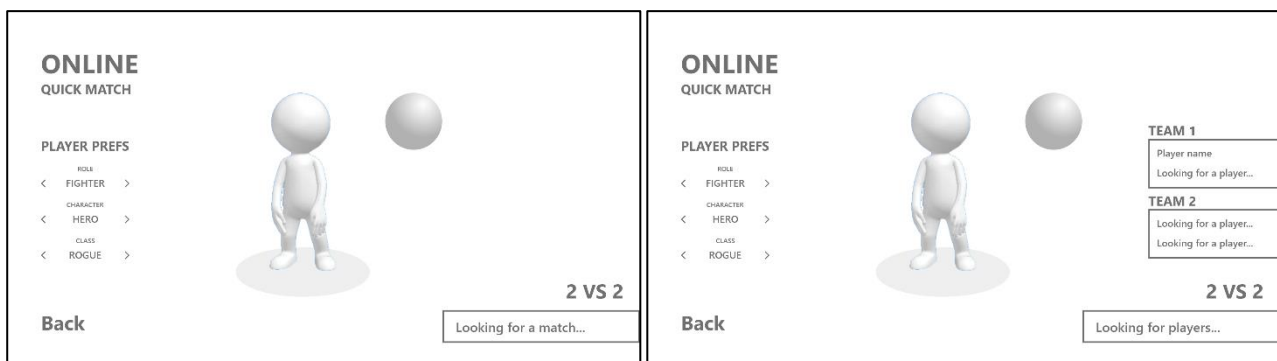 ONLINE
QUICK MATCH
PLAYER PREFS
ROLE
< FIGHTER >
CHARACTER
< HERO >
CLASS
< ROGUE >
2 VS 2
Back
Looking for a match...
ONLINE
QUICK MATCH
PLAYER PREFS
ROLE
< FIGHTER >
CHARACTER
< HERO >
CLASS
< ROGUE >
TEAM 1
Player name
Looking for a player...
TEAM 2
Looking for a player...
Looking for a player...
2 VS 2
Back
Looking for players...